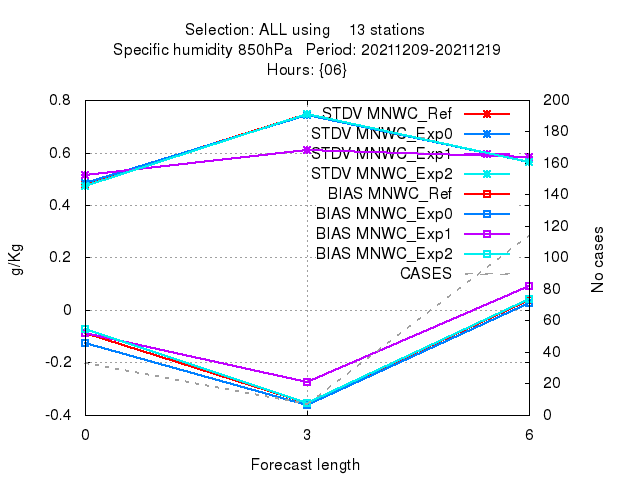 Selection: ALL using    13 stations
Specific humidity 850hPa   Period: 20211209-20211219
Hours: {06}
0.8
0.6
0.4
0.2
0
-0.2
-0.4
g/Kg
STDV MNWC_Ref
STDV MNWC_Exp0
STDV MNWC_Exp1
STDV MNWC_Exp2
BIAS MNWC_Ref
BIAS MNWC_Exp0
BIAS MNWC_Exp1
BIAS MNWC_Exp2
CASES
200
180
160
140
120
100
80
60
40
20
0
No cases
0 3 6
Forecast length